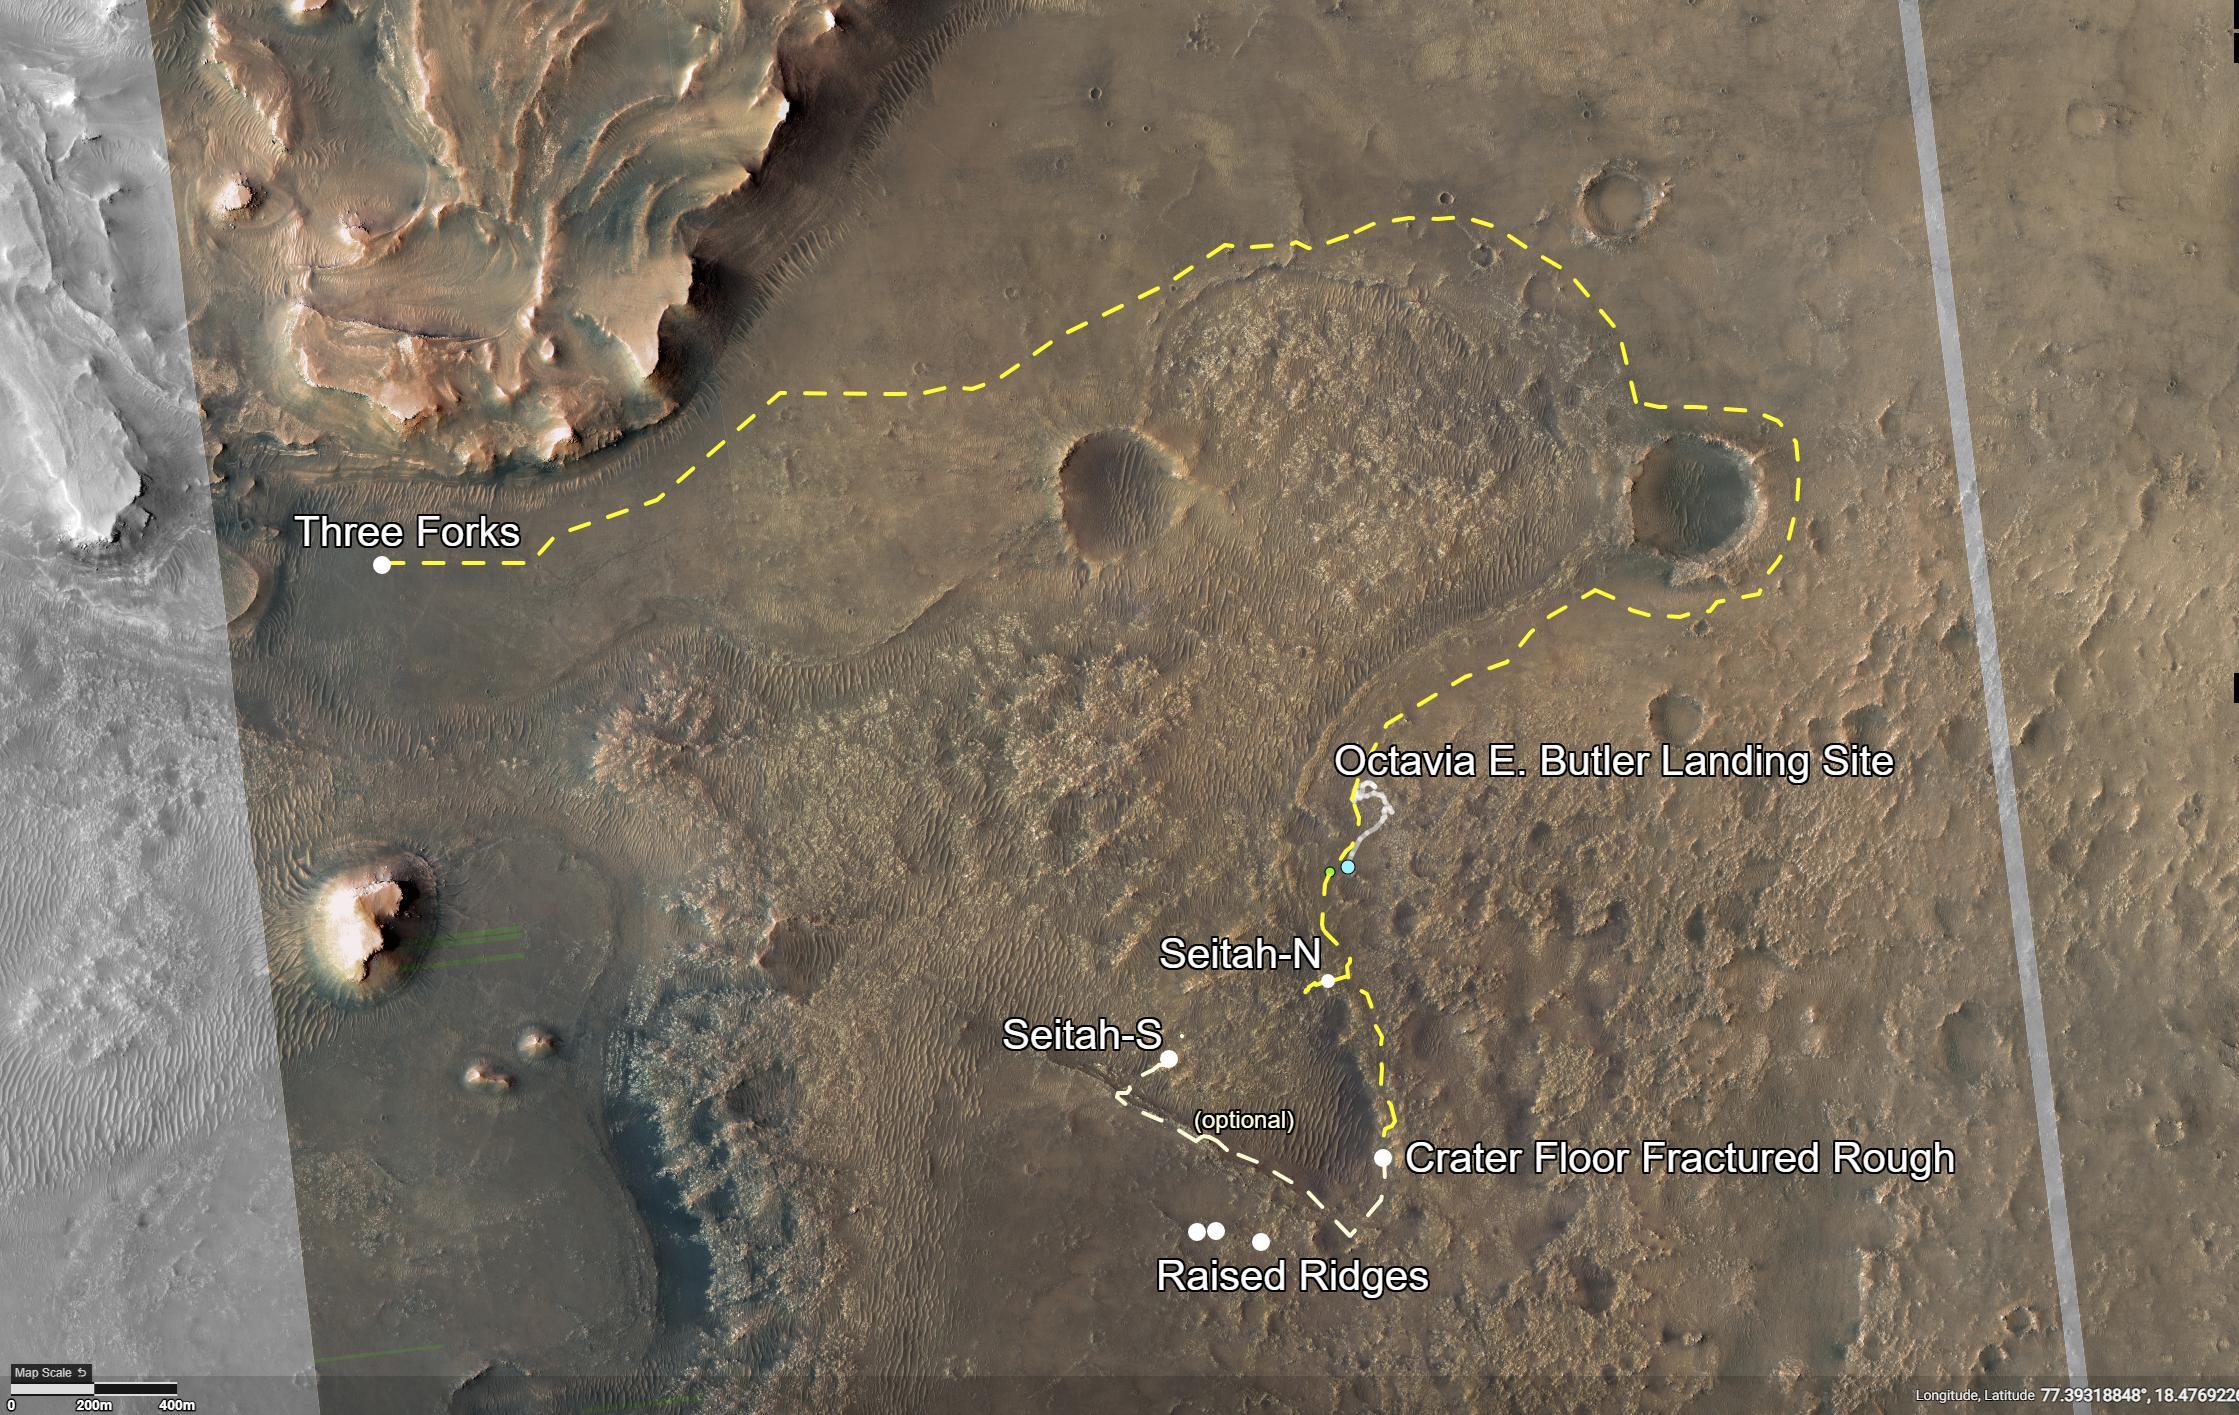 Three Forks
Octavia E. Butler Landing Site
Seitah-N
Seitah-S
(optional)
Crater Floor Fractured Rough
Raised Ridges
Map Scale
0 200m 400m
Longitude, Latitude 77.39318848°, 18.4769220